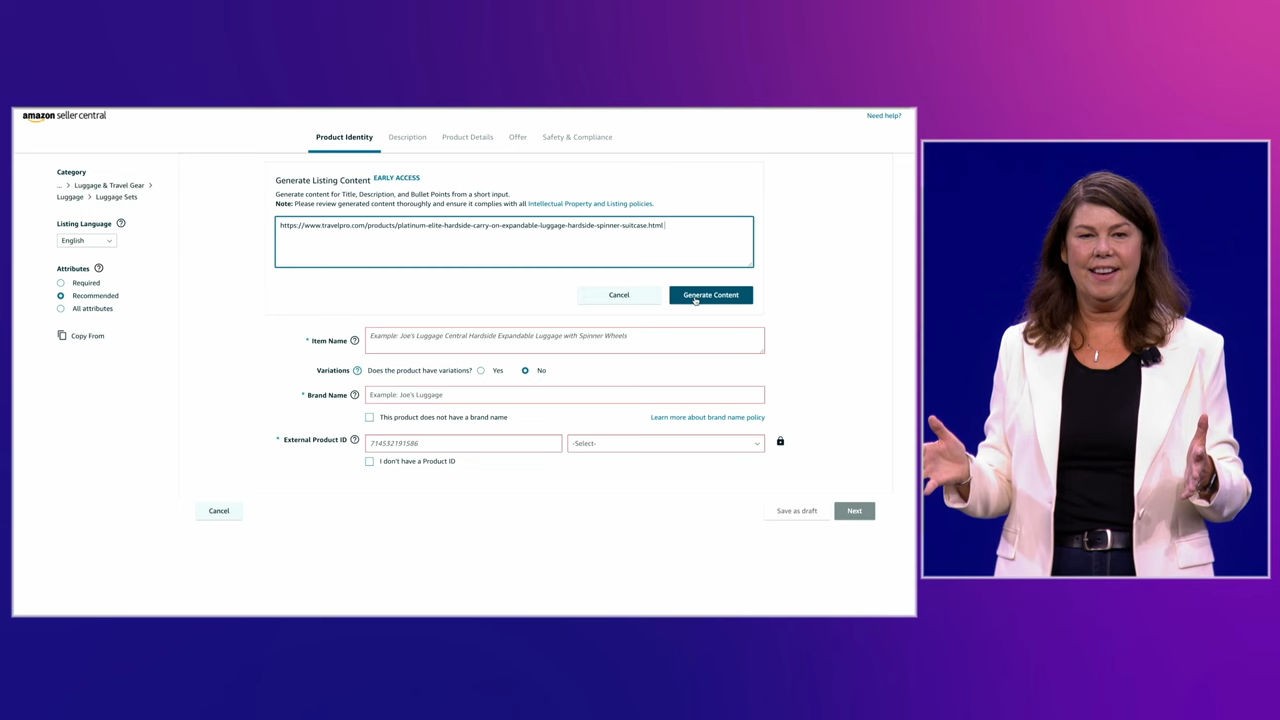 amazon seller central
Need help?
Product Identity
Description
Product Details
Offer
Safety & Compliance
Category
... > Luggage & Travel Gear >
Luggage > Luggage Sets
Listing Language
English
Attributes
Required
Recommended
All attributes
Copy From
Generate Listing Content EARLY ACCESS
Generate content for Title, Description, and Bullet Points from a short input.
Note: Please review generated content thoroughly and ensure it complies with all Intellectual Property and Listing policies.
https://www.travelpro.com/products/platinum-elite-hardside-carry-on-expandable-luggage-hardside-spinner-suitcase.html
Cancel
Generate Content
* Item Name
Example: Joe's Luggage Central Hardside Expandable Luggage with Spinner Wheels
Variations
Does the product have variations?
Yes
No
* Brand Name
Example: Joe's Luggage
This product does not have a brand name
Learn more about brand name policy
* External Product ID
714532191586
-Select-
I don't have a Product ID
Cancel
Save as draft
Next